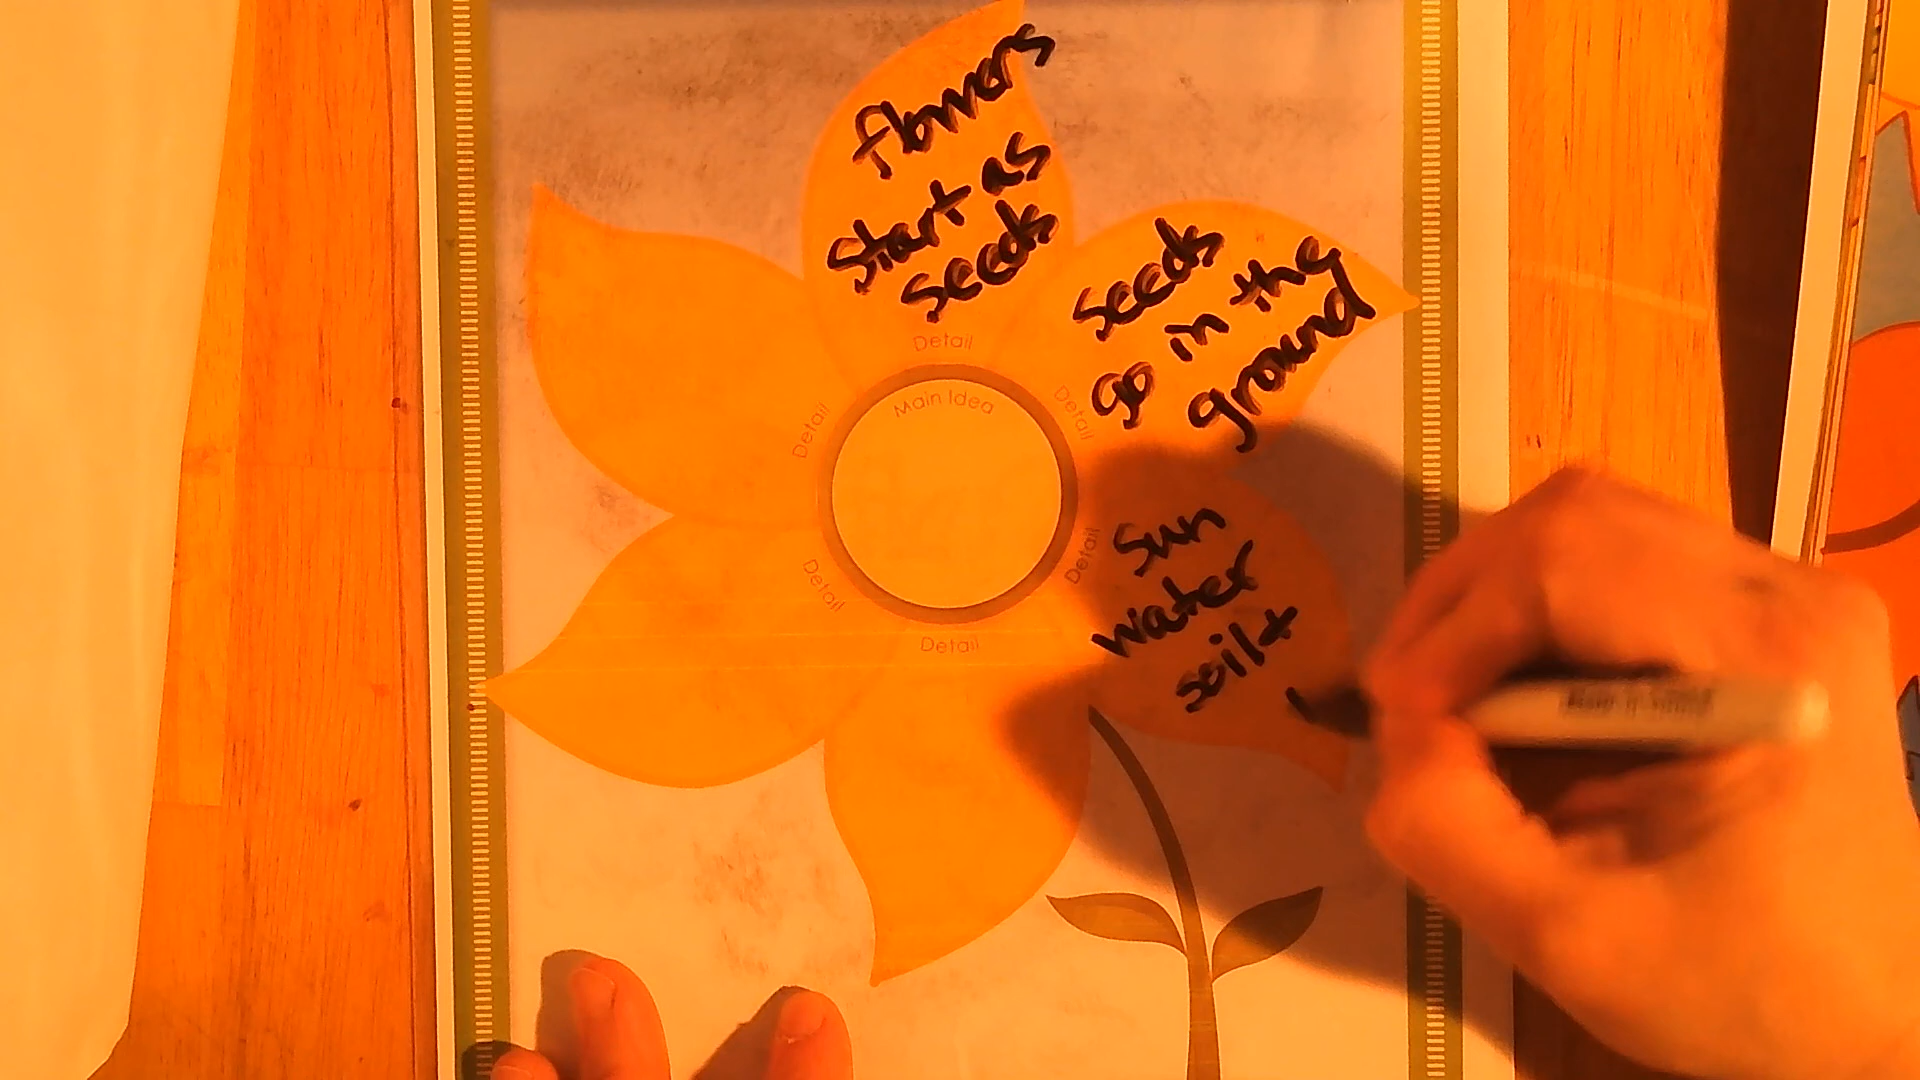 flowers
start as
seeds
Detail
seeds
go in the
ground
Detail
Main Idea
Detail
sun
water
soil +
Detail
Detail
Detail